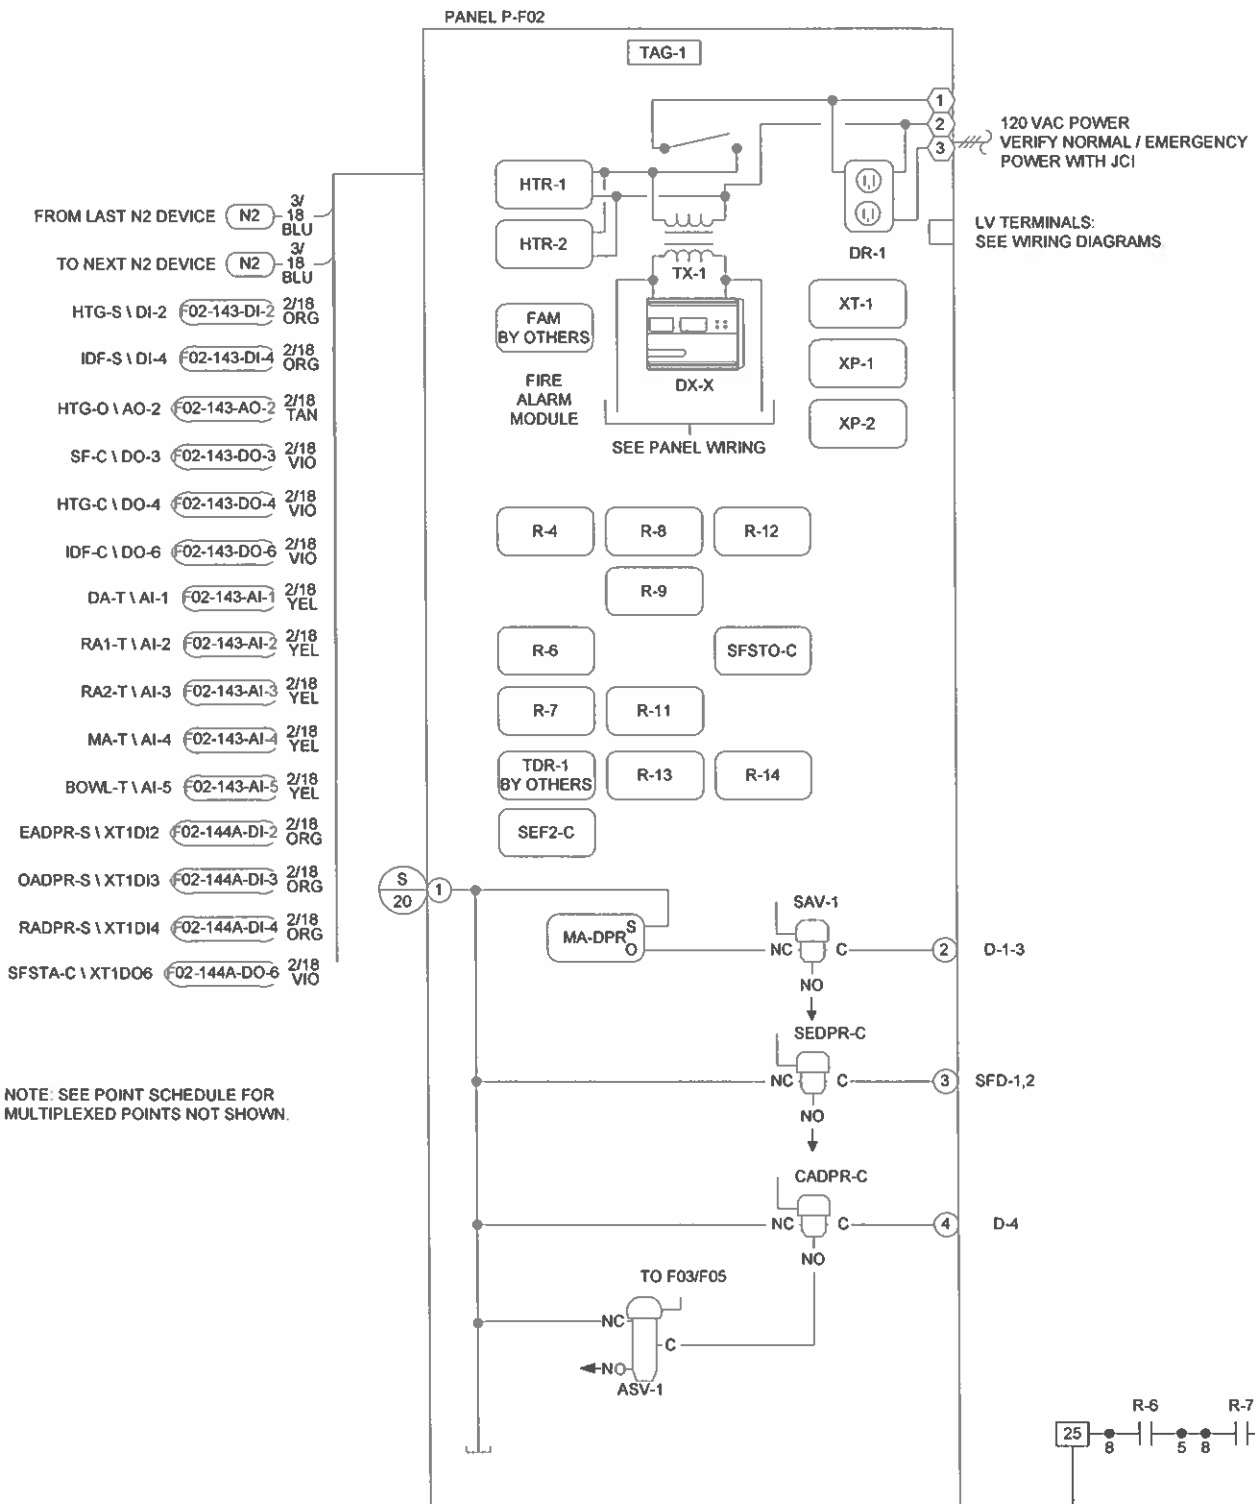 PANEL P-F02
TAG-1
1
2
3
120 VAC POWER
VERIFY NORMAL / EMERGENCY
POWER WITH JCI
LV TERMINALS:
SEE WIRING DIAGRAMS
HTR-1
HTR-2
TX-1
DR-1
FAM
BY OTHERS
FIRE
ALARM
MODULE
DX-X
SEE PANEL WIRING
XT-1
XP-1
XP-2
FROM LAST N2 DEVICE N2 3/
18
BLU
TO NEXT N2 DEVICE N2 3/
18
BLU
HTG-S \ DI-2 F02-143-DI-2 2/18
ORG
IDF-S \ DI-4 F02-143-DI-4 2/18
ORG
HTG-O \ AO-2 F02-143-AO-2 2/18
TAN
SF-C \ DO-3 F02-143-DO-3 2/18
VIO
HTG-C \ DO-4 F02-143-DO-4 2/18
VIO
IDF-C \ DO-6 F02-143-DO-6 2/18
VIO
DA-T \ AI-1 F02-143-AI-1 2/18
YEL
RA1-T \ AI-2 F02-143-AI-2 2/18
YEL
RA2-T \ AI-3 F02-143-AI-3 2/18
YEL
MA-T \ AI-4 F02-143-AI-4 2/18
YEL
BOWL-T \ AI-5 F02-143-AI-5 2/18
YEL
EADPR-S \ XT1DI2 F02-144A-DI-2 2/18
ORG
OADPR-S \ XT1DI3 F02-144A-DI-3 2/18
ORG
RADPR-S \ XT1DI4 F02-144A-DI-4 2/18
ORG
SFSTA-C \ XT1DO6 F02-144A-DO-6 2/18
VIO
NOTE: SEE POINT SCHEDULE FOR
MULTIPLEXED POINTS NOT SHOWN.
R-4 R-8 R-12
R-9
R-6 SFSTO-C
R-7 R-11
TDR-1
BY OTHERS
R-13 R-14
SEF2-C
S
20
1
MA-DPR S
O
SAV-1
NC C 2 D-1-3
NO
SEDPR-C
NC C 3 SFD-1,2
NO
CADPR-C
NC C 4 D-4
NO
TO F03/F05
NC
C
NO
ASV-1
R-6 R-7
25
8 5 8